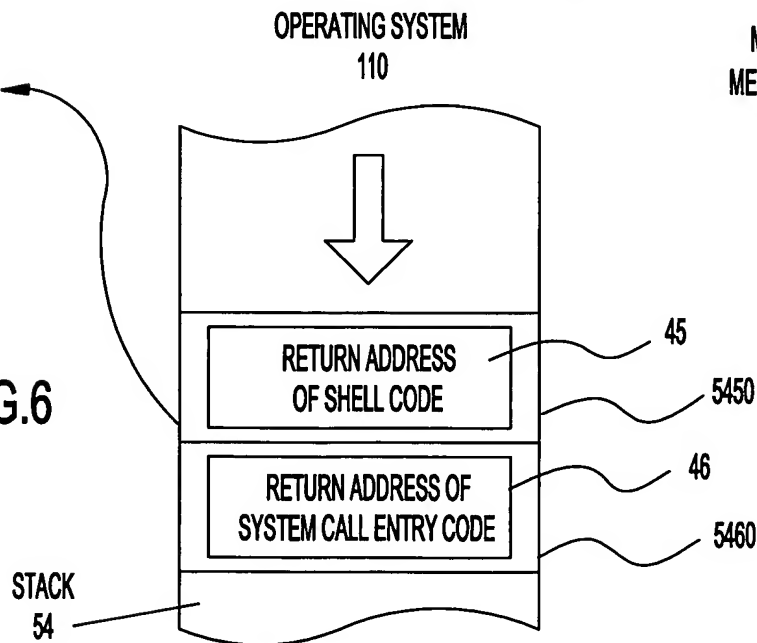 OPERATING SYSTEM
110
RETURN ADDRESS
OF SHELL CODE
45
5450
G.6
RETURN ADDRESS OF
SYSTEM CALL ENTRY CODE
46
5460
STACK
54